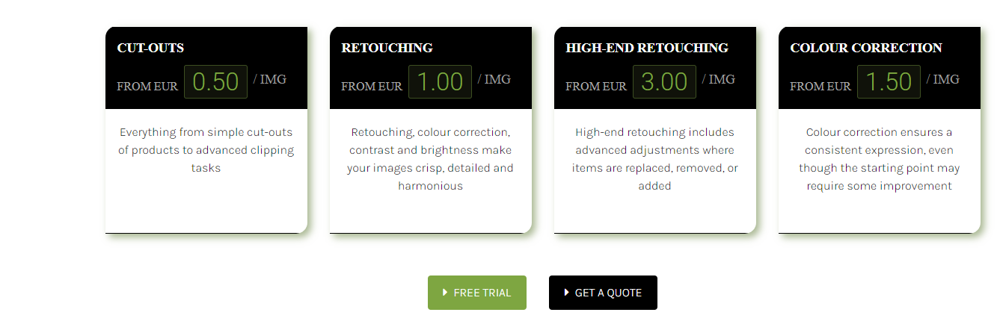 CUT-OUTS
FROM EUR 0.50 / IMG
Everything from simple cut-outs
of products to advanced clipping
tasks
RETOUCHING
FROM EUR 1.00 / IMG
Retouching, colour correction,
contrast and brightness make
your images crisp, detailed and
harmonious
HIGH-END RETOUCHING
FROM EUR 3.00 / IMG
High-end retouching includes
advanced adjustments where
items are replaced, removed, or
added
COLOUR CORRECTION
FROM EUR 1.50 / IMG
Colour correction ensures a
consistent expression, even
though the starting point may
require some improvement
FREE TRIAL
GET A QUOTE